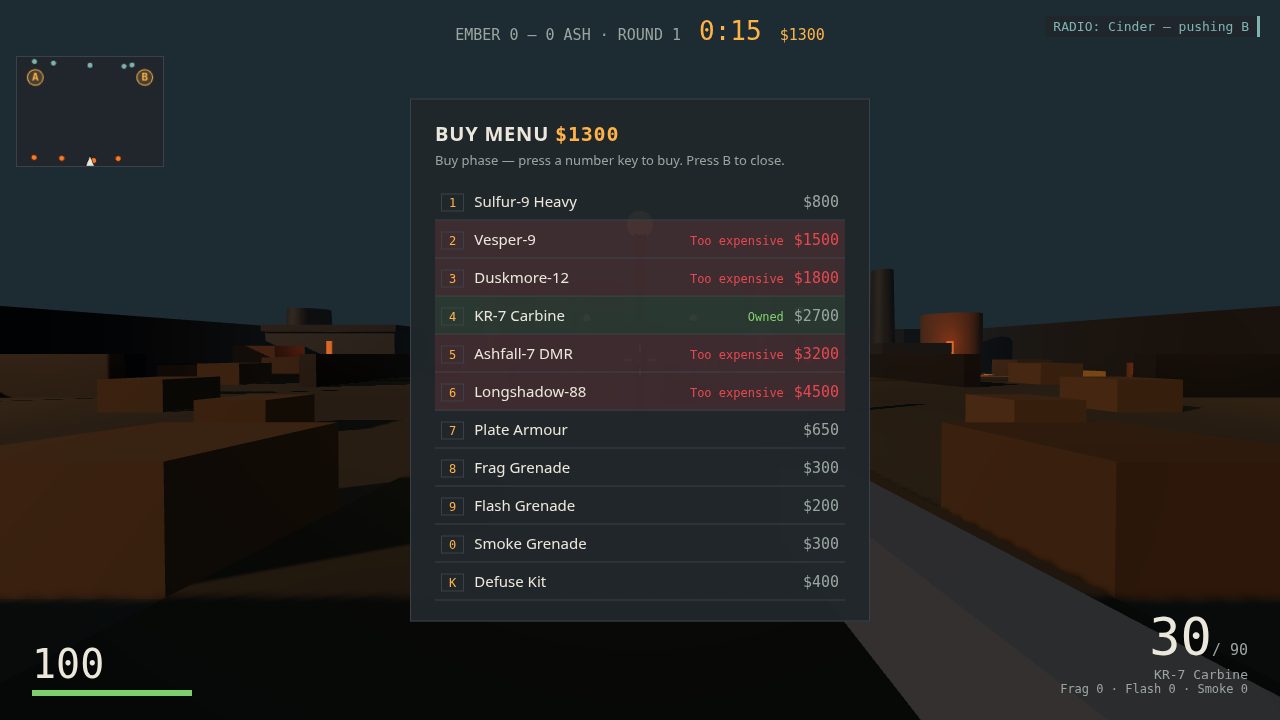 EMBER 0 — 0 ASH · ROUND 1 0:15 $1300
RADIO: Cinder — pushing B
A B
BUY MENU $1300
Buy phase — press a number key to buy. Press B to close.
1 Sulfur-9 Heavy $800
2 Vesper-9 Too expensive $1500
3 Duskmore-12 Too expensive $1800
4 KR-7 Carbine Owned $2700
5 Ashfall-7 DMR Too expensive $3200
6 Longshadow-88 Too expensive $4500
7 Plate Armour $650
8 Frag Grenade $300
9 Flash Grenade $200
0 Smoke Grenade $300
K Defuse Kit $400
100
30 / 90
KR-7 Carbine
Frag 0 · Flash 0 · Smoke 0